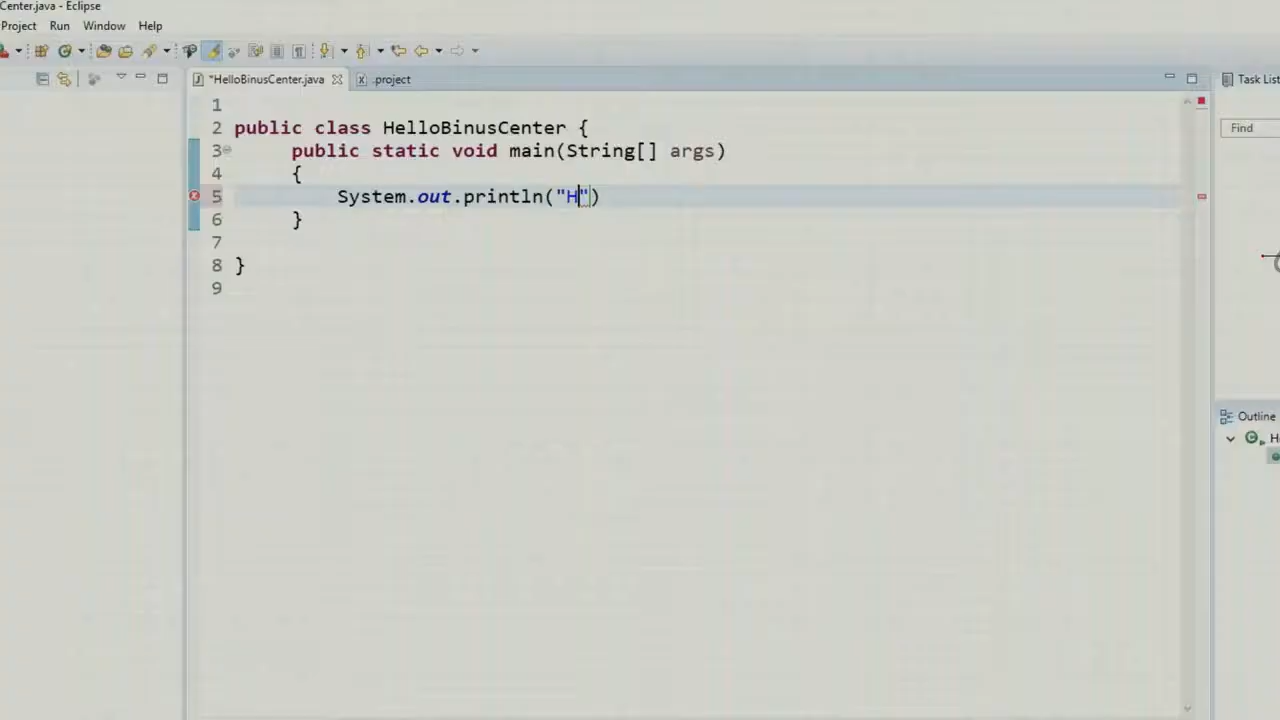 Center.java - Eclipse
Project Run Window Help
*HelloBinusCenter.java
.project
Task List
Find
1
2 public class HelloBinusCenter {
3 public static void main(String[] args)
4 {
5 System.out.println("H")
6 }
7
8 }
9
Outline